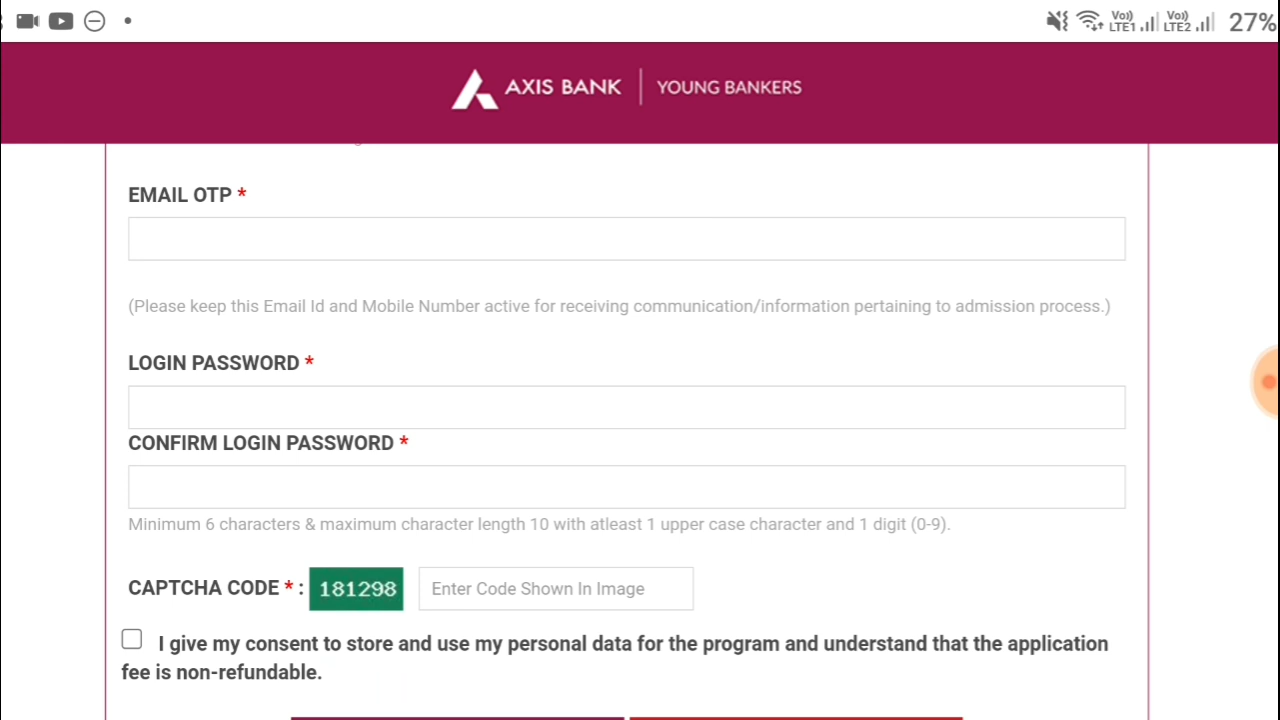 Vo)) LTE1 Vo)) LTE2 27%
AXIS BANK YOUNG BANKERS
EMAIL OTP *
(Please keep this Email Id and Mobile Number active for receiving communication/information pertaining to admission process.)
LOGIN PASSWORD *
CONFIRM LOGIN PASSWORD *
Minimum 6 characters & maximum character length 10 with atleast 1 upper case character and 1 digit (0-9).
CAPTCHA CODE * : 181298 Enter Code Shown In Image
I give my consent to store and use my personal data for the program and understand that the application
fee is non-refundable.